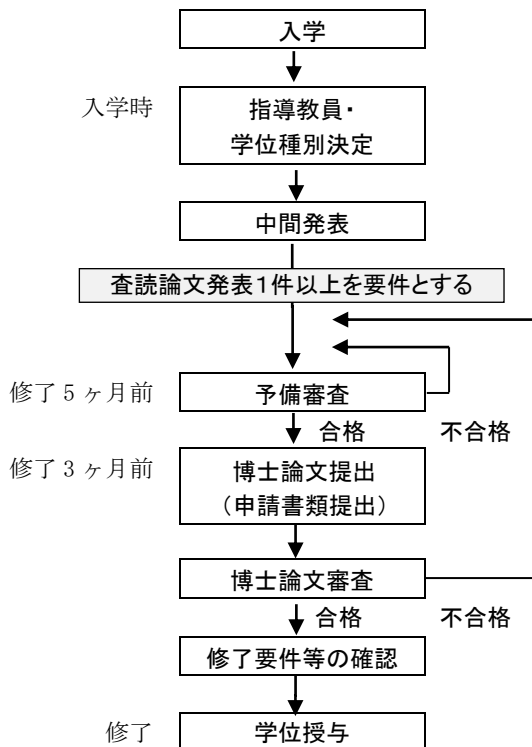 入学
入学時
指導教員・
学位種別決定
中間発表
査読論文発表1件以上を要件とする
修了5ヶ月前
予備審査
合格
不合格
修了3ヶ月前
博士論文提出
（申請書類提出）
博士論文審査
合格
不合格
修了要件等の確認
修了
学位授与